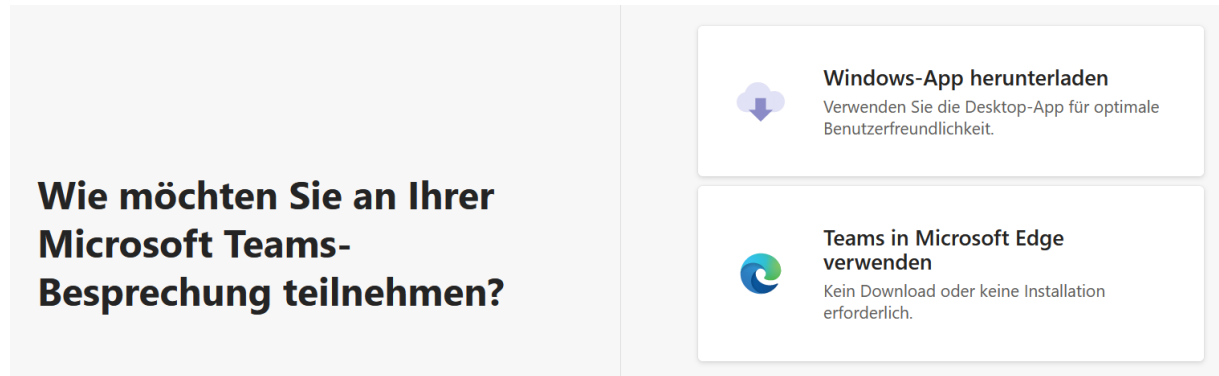 Wie möchten Sie an Ihrer
Microsoft Teams-
Besprechung teilnehmen?
Windows-App herunterladen
Verwenden Sie die Desktop-App für optimale
Benutzerfreundlichkeit.
Teams in Microsoft Edge
verwenden
Kein Download oder keine Installation
erforderlich.